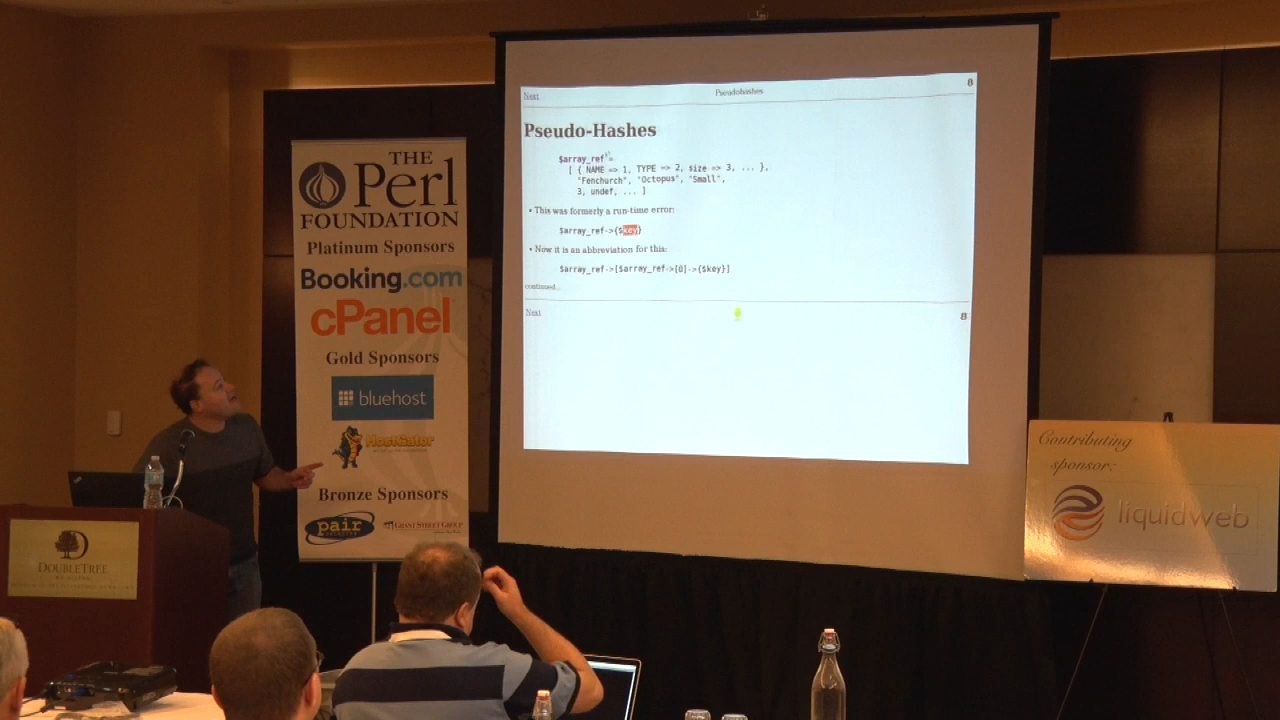 THE
Perl
FOUNDATION
Platinum Sponsors
Booking.com
cPanel
Gold Sponsors
bluehost
HostGator
Bronze Sponsors
pair
GRANT STREET GROUP
D
DOUBLETREE
Next
Pseudohashes
8
Pseudo-Hashes
$array_ref =
[ { NAME => 1, TYPE => 2, size => 3, ... },
"Fenchurch", "Octopus", "Small",
3, undef, ... ]
• This was formerly a run-time error:
$array_ref->{$key}
• Now it is an abbreviation for this:
$array_ref->[$array_ref->[0]->{$key}]
continued...
Next
8
Contributing
sponsor:
liquidweb